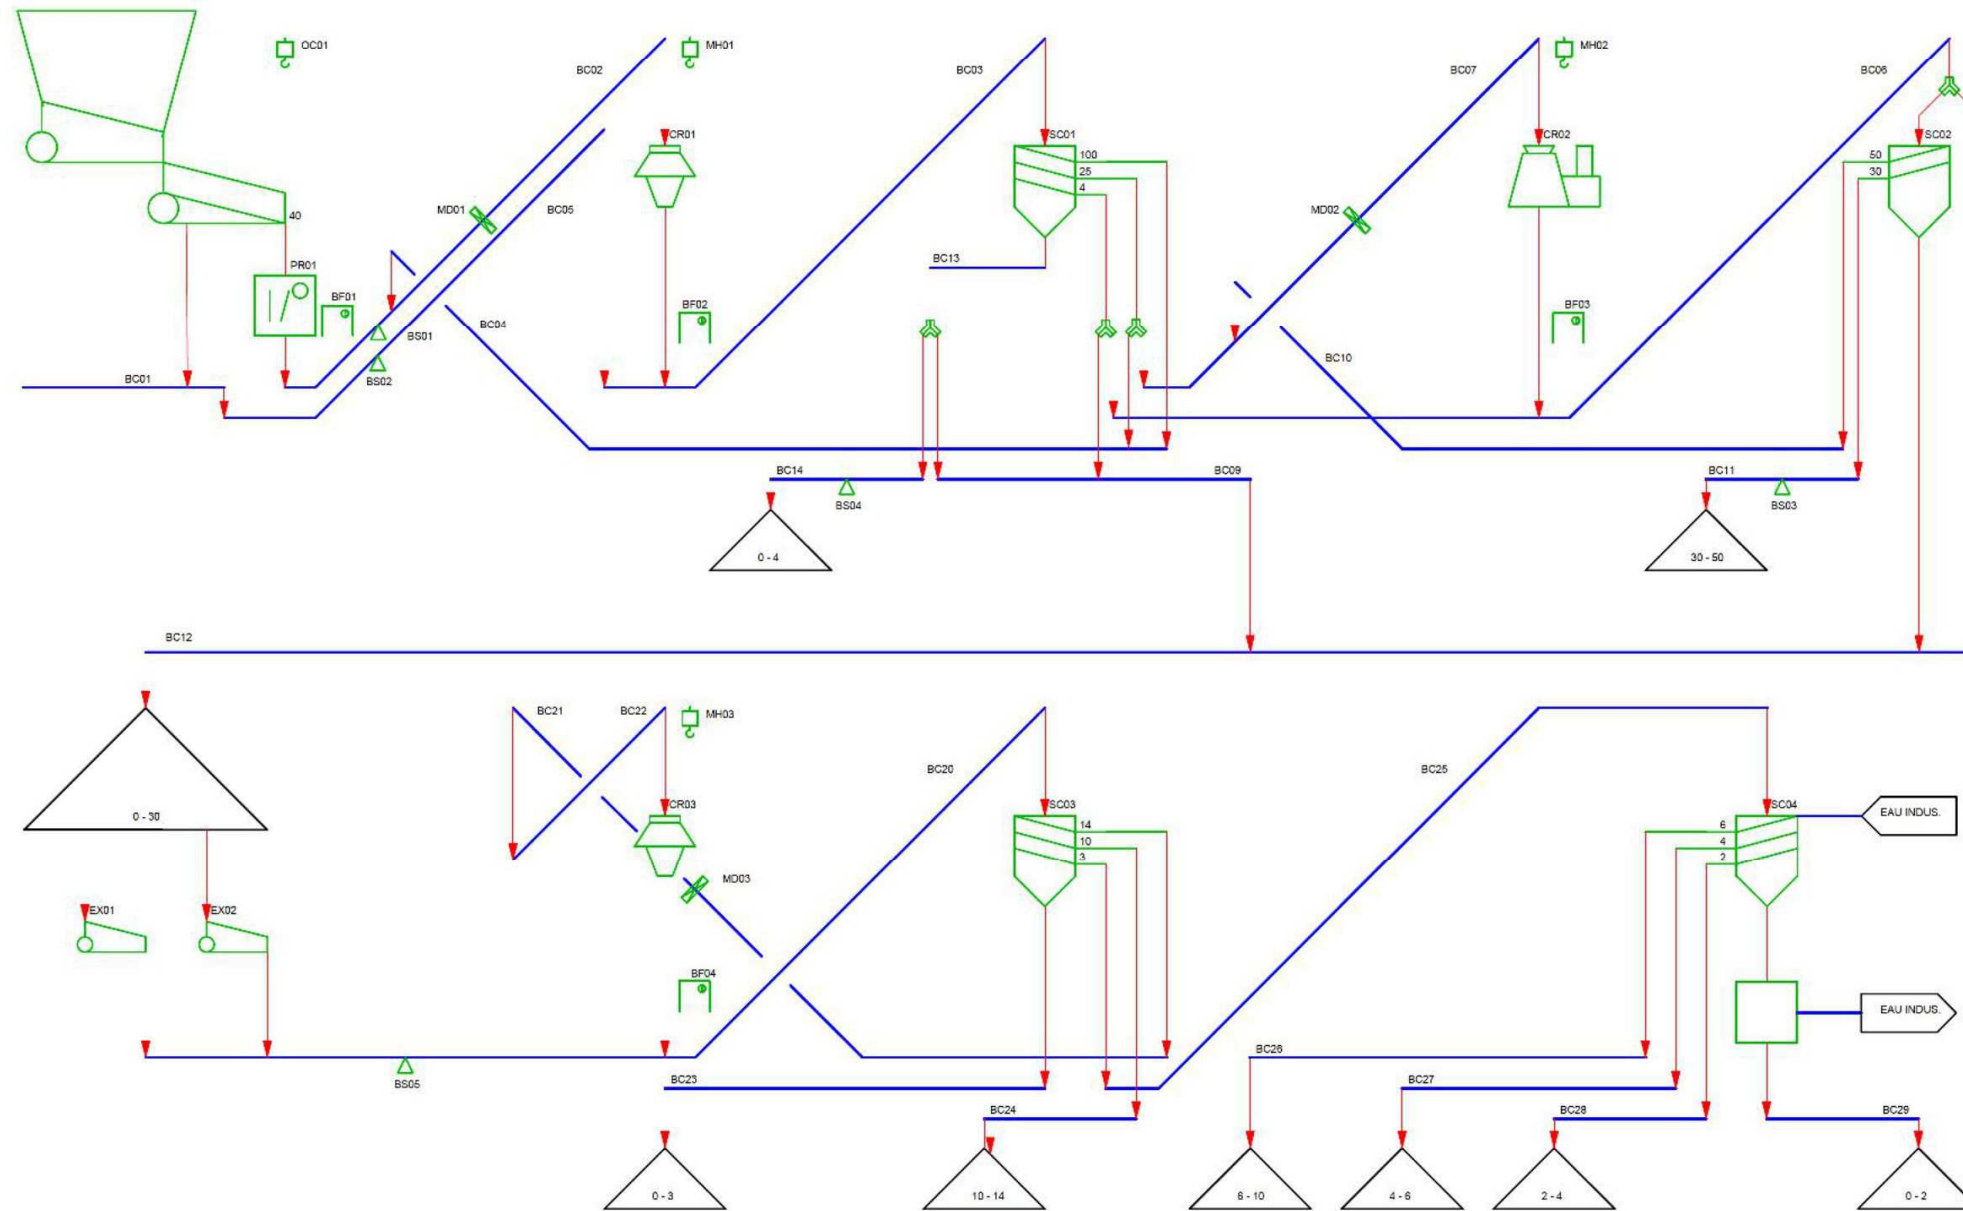 OC01
BC02
MH01
BC03
BC07
MH02
BC06
CR01
SC01
CR02
SC02
100
25
4
50
30
MD01
BC05
MD02
40
PR01
BC13
BF01
BF02
BF03
BS01
BC04
BC10
BS02
BC01
BC14
BC09
BC11
BS04
BS03
0 - 4
30 - 50
BC12
BC21
BC22
MH03
BC20
BC25
CR03
SC03
SC04
0 - 30
14
10
3
6
4
2
EAU INDUS.
MD03
EX01
EX02
BF04
EAU INDUS.
BS05
BC23
BC26
BC27
BC24
BC28
BC29
0 - 3
10 - 14
6 - 10
4 - 6
2 - 4
0 - 2